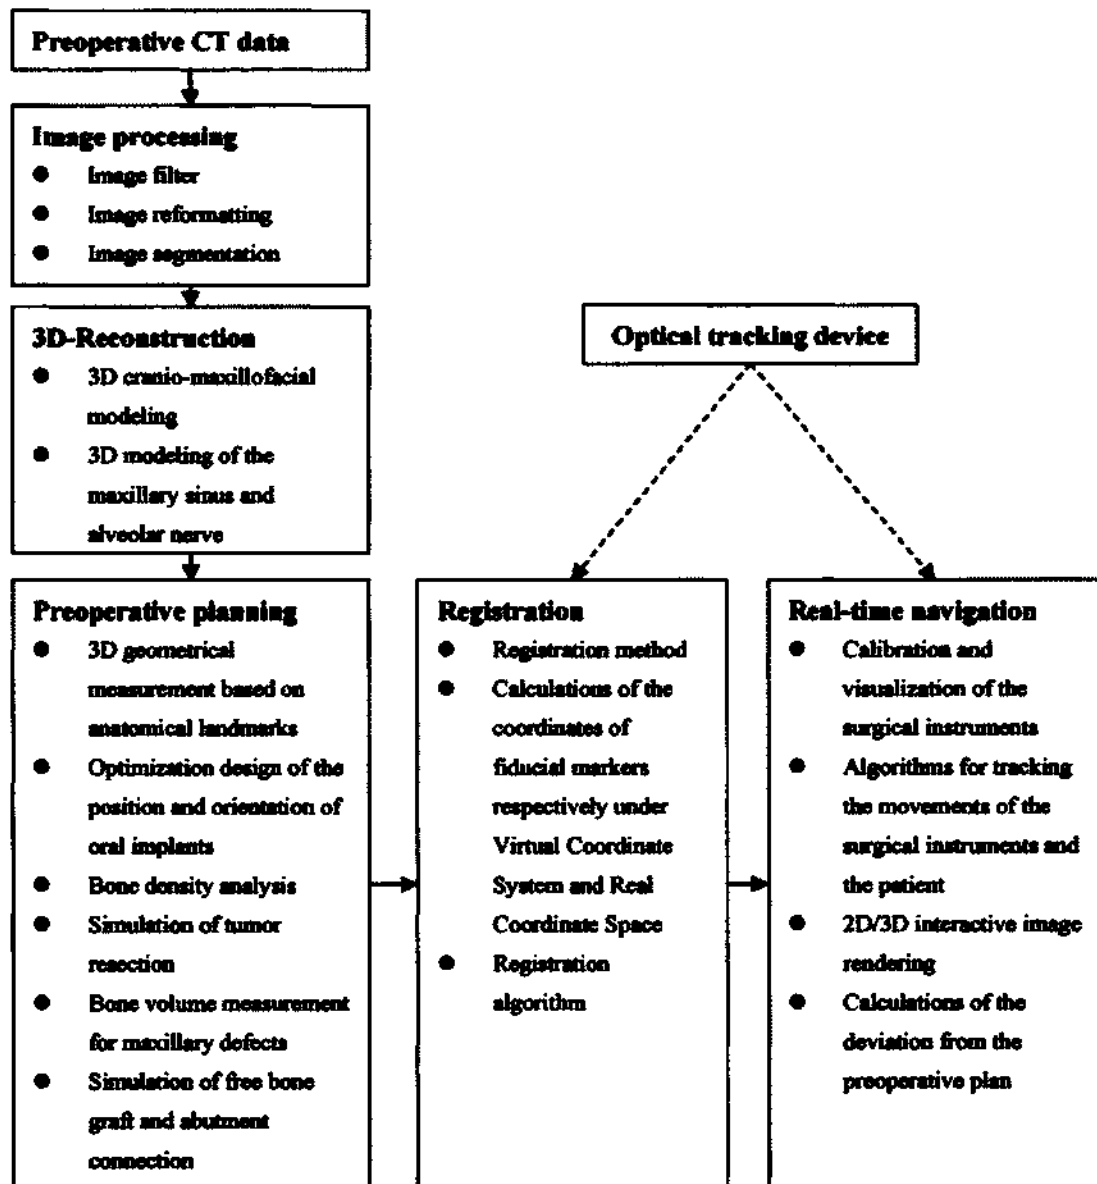 Preoperative CT data
Image processing
● Image filter
● Image reformatting
● Image segmentation
3D-Reconstruction
● 3D cranio-maxillofacial
modeling
● 3D modeling of the
maxillary sinus and
alveolar nerve
Optical tracking device
Preoperative planning
● 3D geometrical
measurement based on
anatomical landmarks
● Optimization design of the
position and orientation of
oral implants
● Bone density analysis
● Simulation of tumor
resection
● Bone volume measurement
for maxillary defects
● Simulation of free bone
graft and abutment
connection
Registration
● Registration method
● Calculations of the
coordinates of
fiducial markers
respectively under
Virtual Coordinate
System and Real
Coordinate Space
● Registration
algorithm
Real-time navigation
● Calibration and
visualization of the
surgical instruments
● Algorithms for tracking
the movements of the
surgical instruments and
the patient
● 2D/3D interactive image
rendering
● Calculations of the
deviation from the
preoperative plan